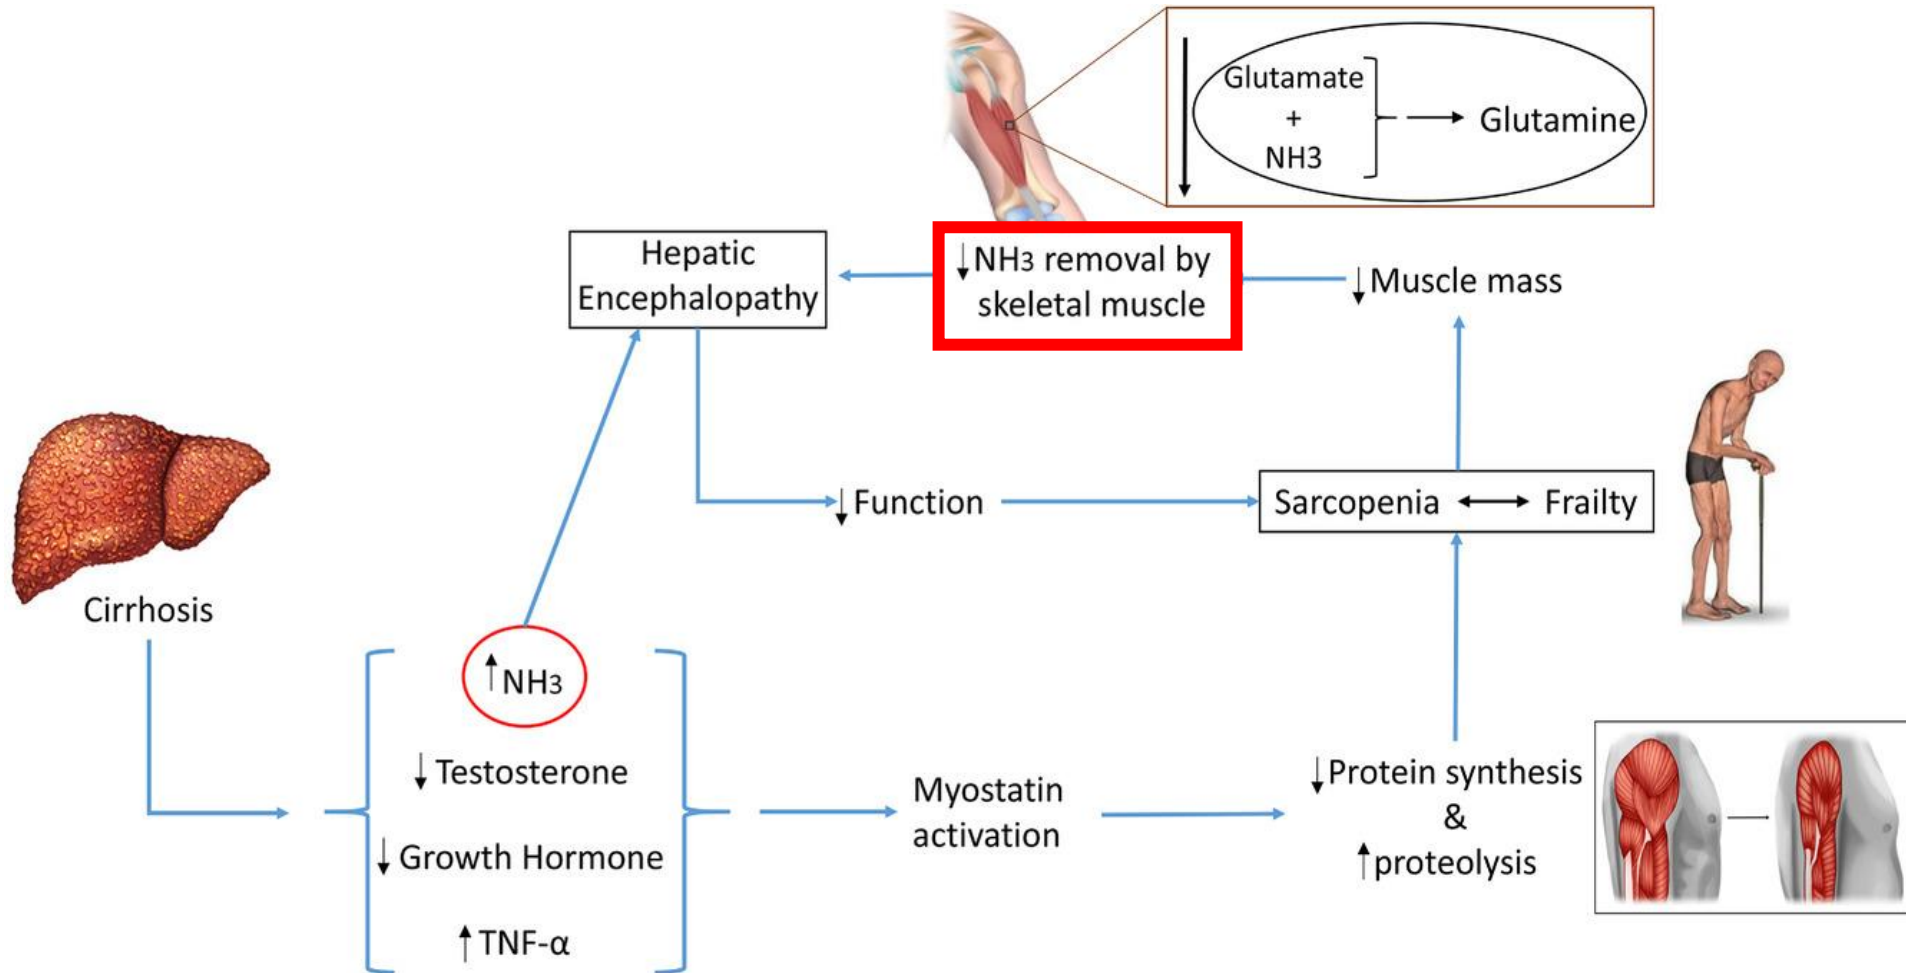 Glutamate
+
NH3
Glutamine
Hepatic
Encephalopathy
↓NH3 removal by
skeletal muscle
↓Muscle mass
↓Function
Sarcopenia ↔ Frailty
Cirrhosis
↑NH3
↓Testosterone
↓Growth Hormone
↑TNF-α
Myostatin
activation
↓Protein synthesis
&
↑proteolysis